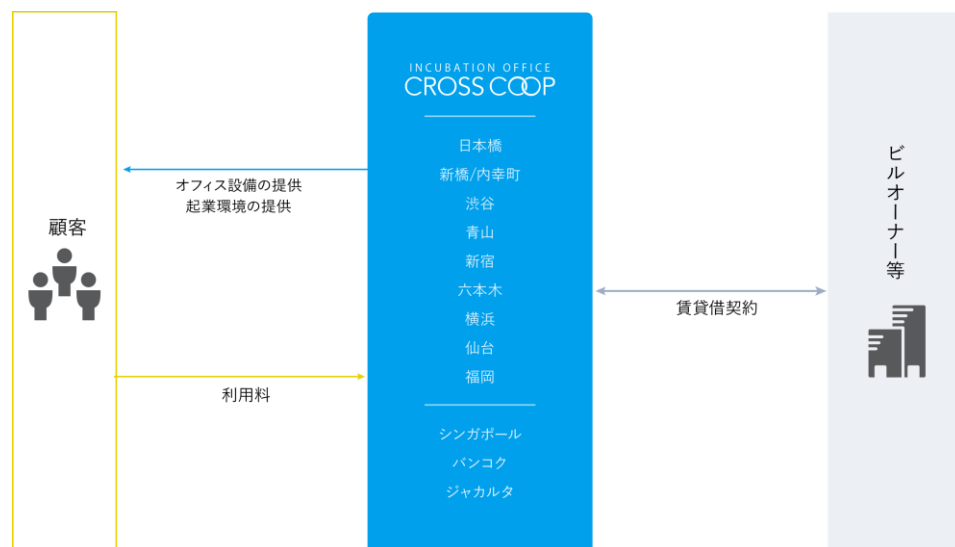 顧客
オフィス設備の提供
起業環境の提供
利用料
INCUBATION OFFICE
CROSS COOP
日本橋
新橋/内幸町
渋谷
青山
新宿
六本木
横浜
仙台
福岡
シンガポール
バンコク
ジャカルタ
賃貸借契約
ビルオーナー等